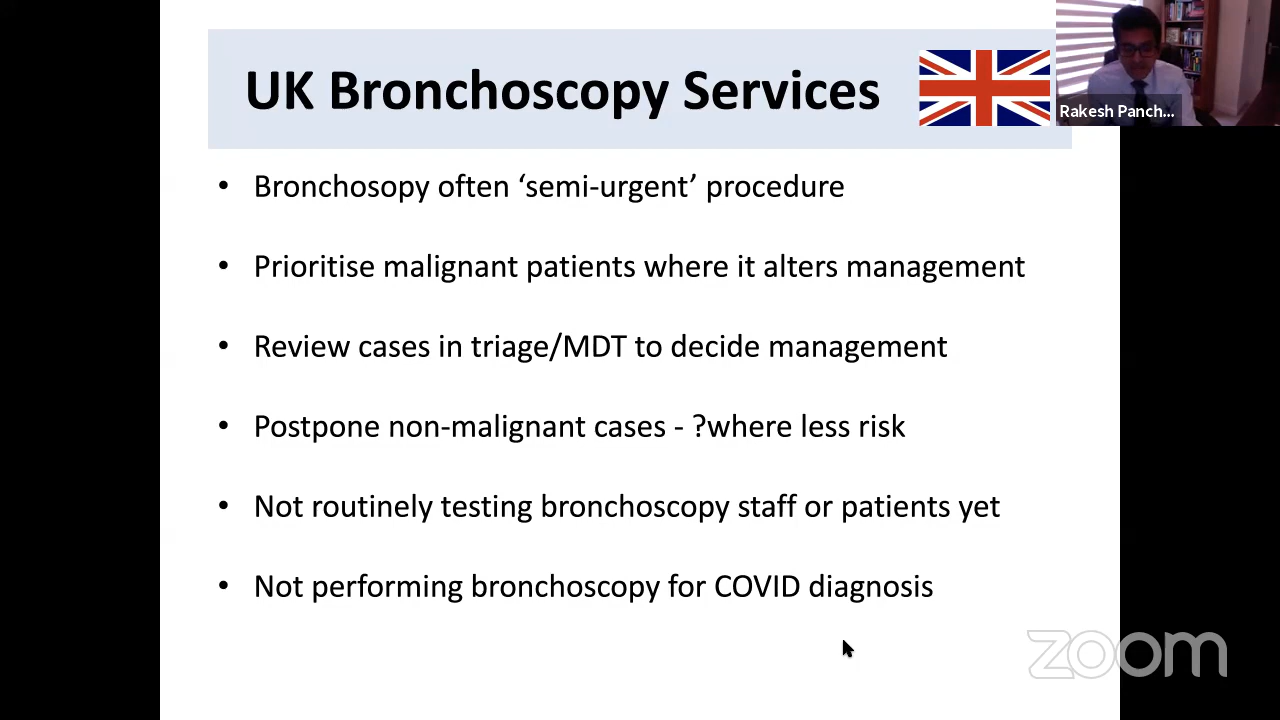 UK Bronchoscopy Services
Rakesh Panch...
• Bronchosopy often ‘semi-urgent’ procedure
• Prioritise malignant patients where it alters management
• Review cases in triage/MDT to decide management
• Postpone non-malignant cases - ?where less risk
• Not routinely testing bronchoscopy staff or patients yet
• Not performing bronchoscopy for COVID diagnosis
zoom